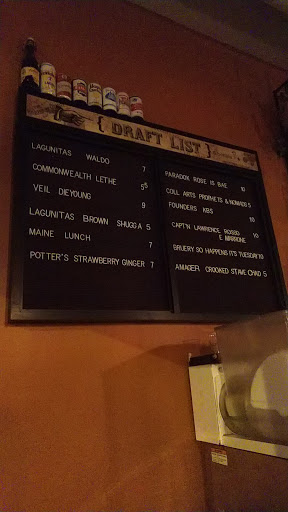 { DRAFT LIST }
LAGUNITAS WALDO 7
COMMONWEALTH LETHE 5
VEIL DIEYOUNG 9
LAGUNITAS BROWN SHUGGA 5
MAINE LUNCH 7
POTTER'S STRAWBERRY GINGER 7
PARADOX ROSE IS BAE 10
COLL ARTS PROPHETS & NOMADS 5
FOUNDERS KBS 10
CAPT'N LAWRENCE, ROSSO 10
E MARRONE
BRUERY SO HAPPENS IT'S TUESDAY 10
AMAGER CROOKED STAVE CHAD 5